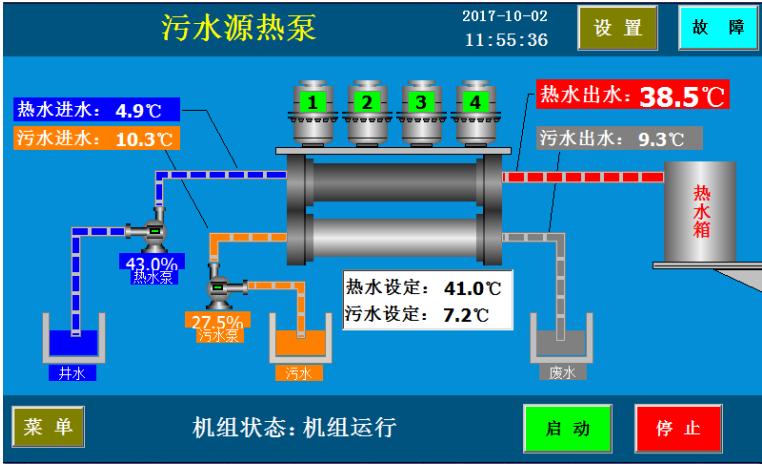 污水源热泵
2017-10-02
11:55:36
设 置
故 障
热水进水： 4.9℃
污水进水： 10.3℃
1
2
3
4
热水出水：38.5℃
污水出水： 9.3℃
热水箱
43.0%
热水泵
27.5%
污水泵
热水设定： 41.0℃
污水设定： 7.2℃
井水
污水
废水
菜 单
机组状态：机组运行
启 动
停 止